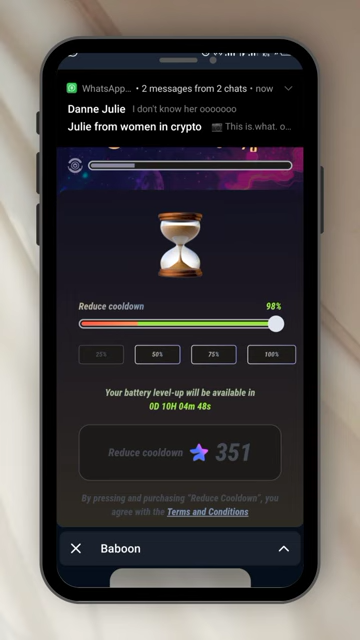 WhatsApp... • 2 messages from 2 chats • now
Danne Julie I don't know her ooooooo
Julie from women in crypto This is.what. o...
Reduce cooldown 98%
25% 50% 75% 100%
Your battery level-up will be available in
0D 10H 04m 48s
Reduce cooldown 351
By pressing and purchasing "Reduce Cooldown", you
agree with the Terms and Conditions
Baboon